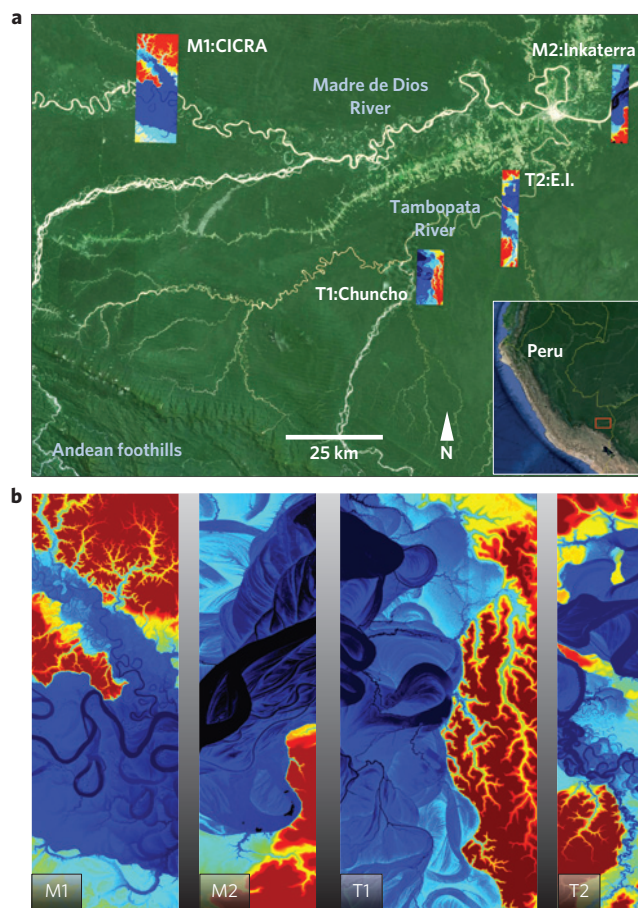 a
M1:CICRA
M2:Inkaterra
Madre de Dios
River
T2:E.I.
Tambopata
River
T1:Chuncho
Peru
Andean foothills
25 km
N
b
M1
M2
T1
T2